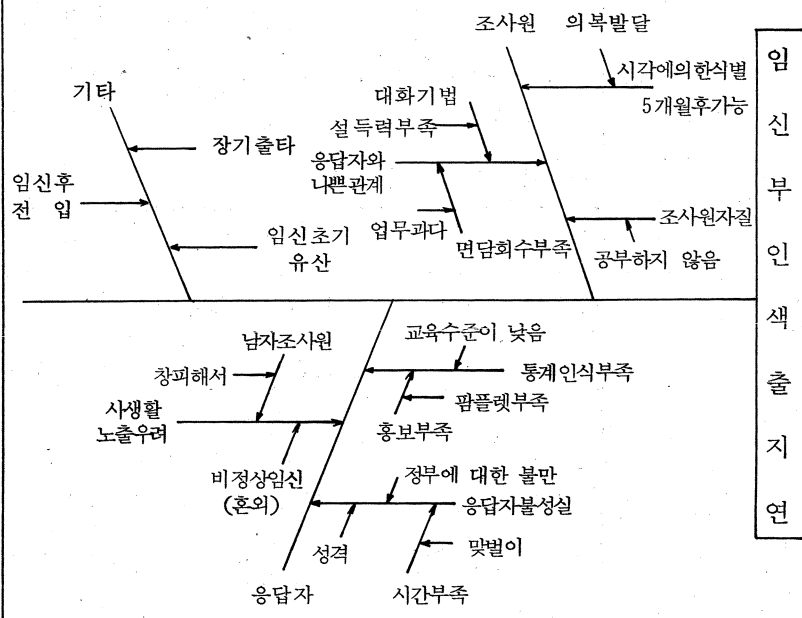 조사원
의복발달
시각에의한식별
5개월후가능
기타
대화기법
설득력부족
장기출타
응답자와
나쁜관계
임신후
전 입
조사원자질
업무과다
면담회수부족
공부하지 않음
임신초기
유산
임신부인색출지연
남자조사원
교육수준이 낮음
창피해서
통계인식부족
사생활
노출우려
팜플렛부족
홍보부족
비정상임신
(혼외)
정부에 대한 불만
응답자불성실
성격
맞벌이
응답자
시간부족